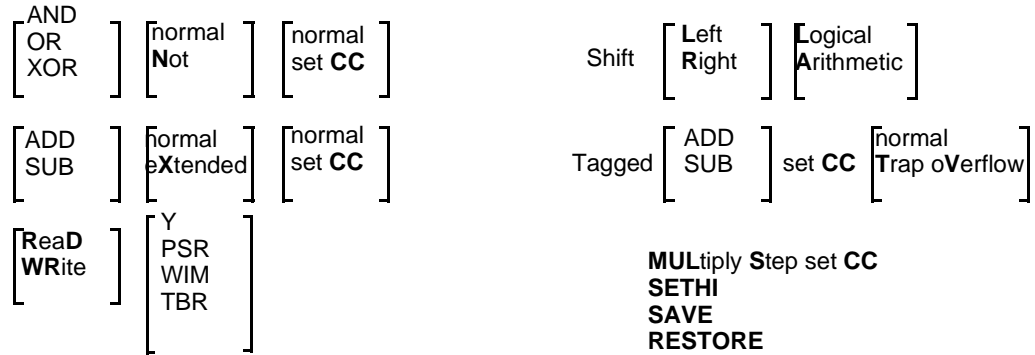 AND
OR
XOR
normal
Not
normal
set CC
Shift
Left
Right
Logical
Arithmetic
ADD
SUB
normal
eXtended
normal
set CC
Tagged
ADD
SUB
set CC
normal
Trap oVerflow
ReaD
WRite
Y
PSR
WIM
TBR
MULtiply Step set CC
SETHI
SAVE
RESTORE